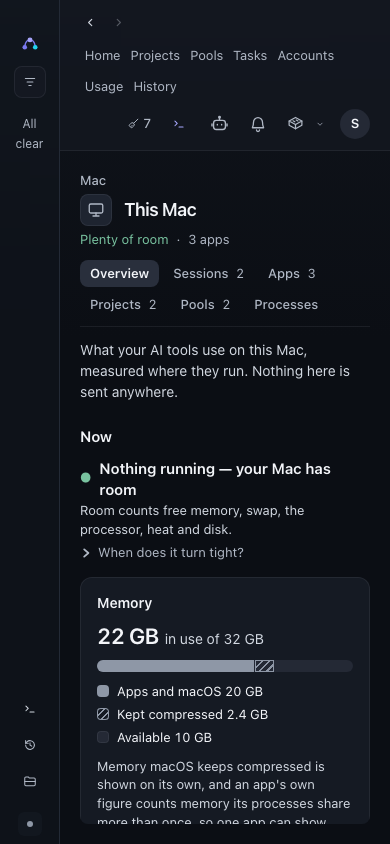 All
clear
Home Projects Pools Tasks Accounts
Usage History
7
S
Mac
This Mac
Plenty of room · 3 apps
Overview Sessions 2 Apps 3
Projects 2 Pools 2 Processes
What your AI tools use on this Mac,
measured where they run. Nothing here is
sent anywhere.
Now
Nothing running — your Mac has
room
Room counts free memory, swap, the
processor, heat and disk.
When does it turn tight?
Memory
22 GB in use of 32 GB
Apps and macOS 20 GB
Kept compressed 2.4 GB
Available 10 GB
Memory macOS keeps compressed is
shown on its own, and an app's own
figure counts memory its processes share
more than once, so one app can show